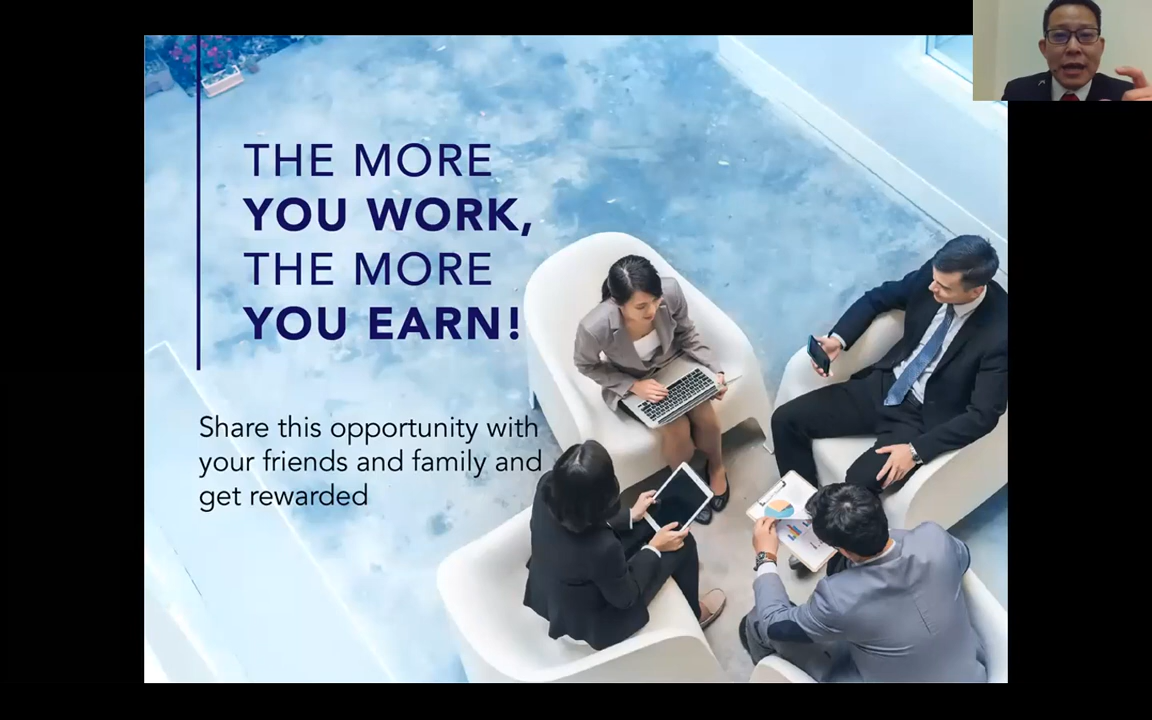 THE MORE
YOU WORK,
THE MORE
YOU EARN!
Share this opportunity with
your friends and family and
get rewarded